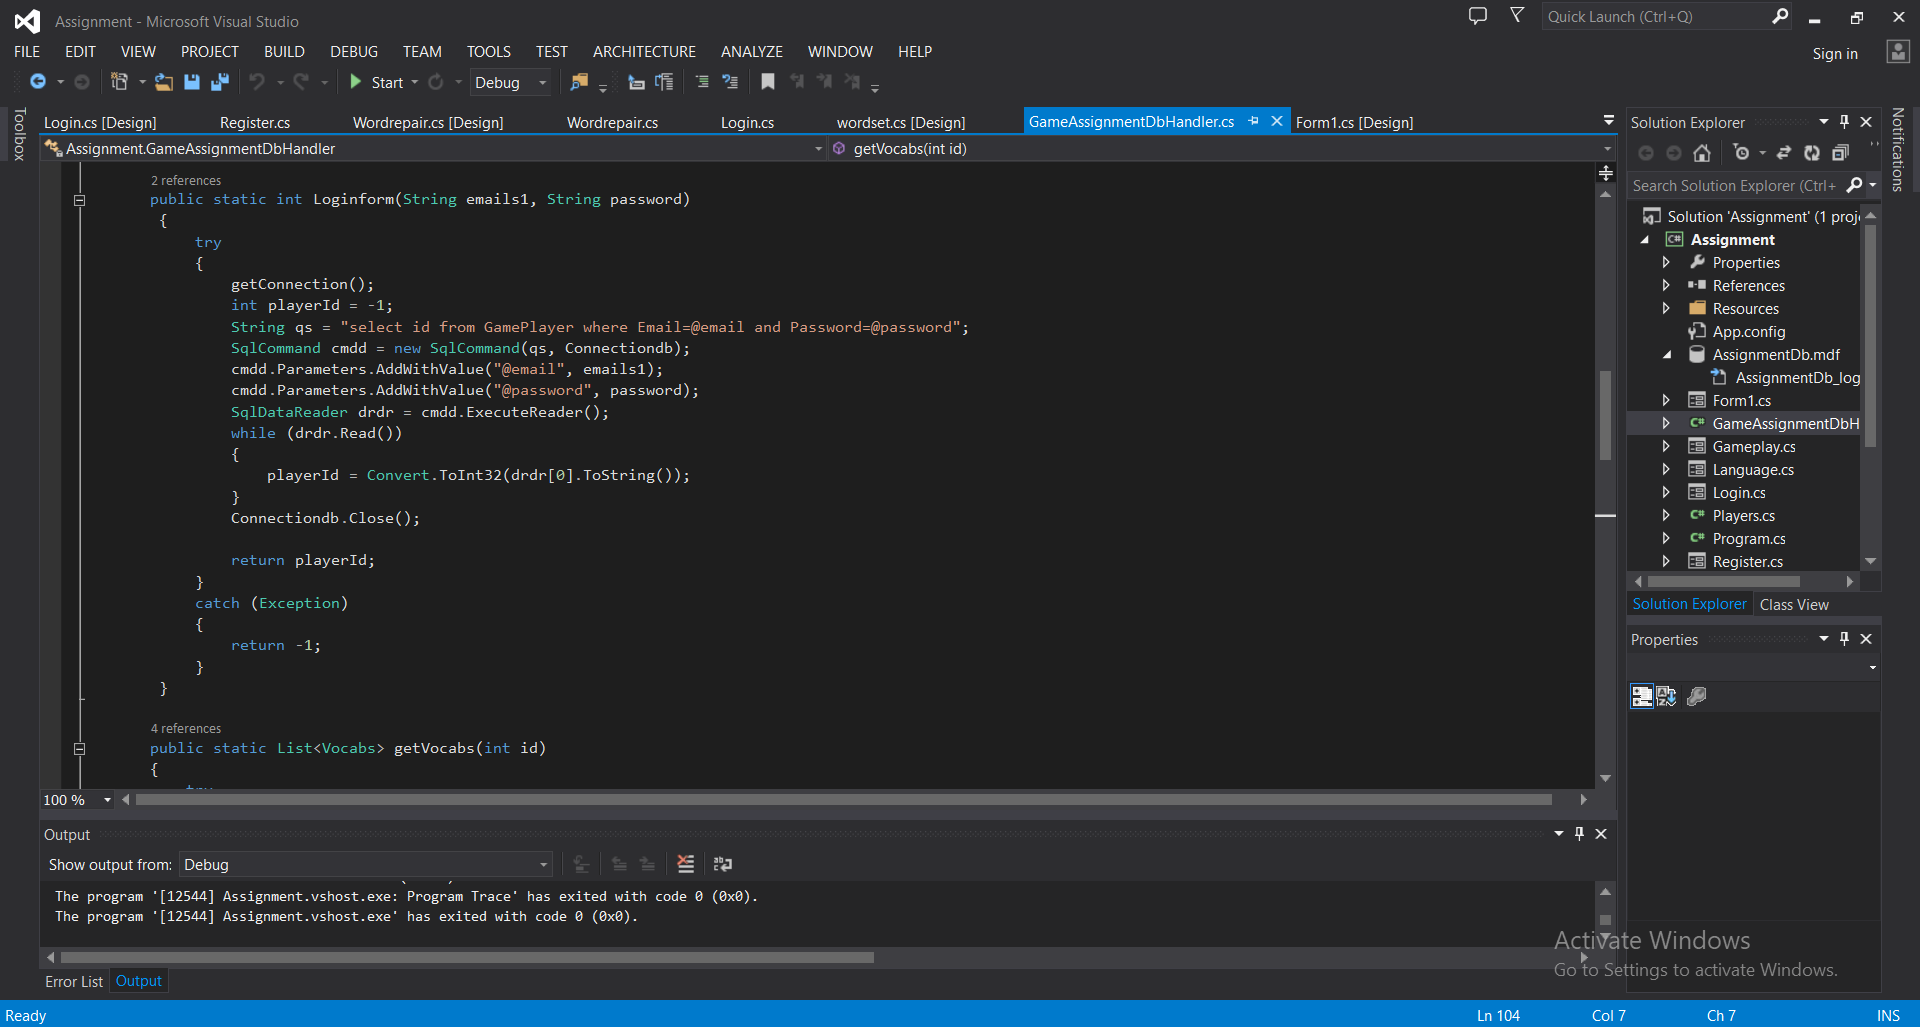 Assignment - Microsoft Visual Studio
Quick Launch (Ctrl+Q)
FILE EDIT VIEW PROJECT BUILD DEBUG TEAM TOOLS TEST ARCHITECTURE ANALYZE WINDOW HELP
Sign in
Start Debug
Toolbox
Login.cs [Design] Register.cs Wordrepair.cs [Design] Wordrepair.cs Login.cs wordset.cs [Design] GameAssignmentDbHandler.cs Form1.cs [Design]
Assignment.GameAssignmentDbHandler getVocabs(int id)
2 references
public static int Loginform(String emails1, String password)
{
try
{
getConnection();
int playerId = -1;
String qs = "select id from GamePlayer where Email=@email and Password=@password";
SqlCommand cmdd = new SqlCommand(qs, Connectiondb);
cmdd.Parameters.AddWithValue("@email", emails1);
cmdd.Parameters.AddWithValue("@password", password);
SqlDataReader drdr = cmdd.ExecuteReader();
while (drdr.Read())
{
playerId = Convert.ToInt32(drdr[0].ToString());
}
Connectiondb.Close();
return playerId;
}
catch (Exception)
{
return -1;
}
}
4 references
public static List<Vocabs> getVocabs(int id)
{
try
100 %
Output
Show output from: Debug
The program '[12544] Assignment.vshost.exe: Program Trace' has exited with code 0 (0x0).
The program '[12544] Assignment.vshost.exe' has exited with code 0 (0x0).
Error List Output
Solution Explorer
Search Solution Explorer (Ctrl+
Solution 'Assignment' (1 proj
Assignment
Properties
References
Resources
App.config
AssignmentDb.mdf
AssignmentDb_log
Form1.cs
GameAssignmentDbH
Gameplay.cs
Language.cs
Login.cs
Players.cs
Program.cs
Register.cs
Solution Explorer Class View
Properties
Notifications
Activate Windows
Go to Settings to activate Windows.
Ready Ln 104 Col 7 Ch 7 INS